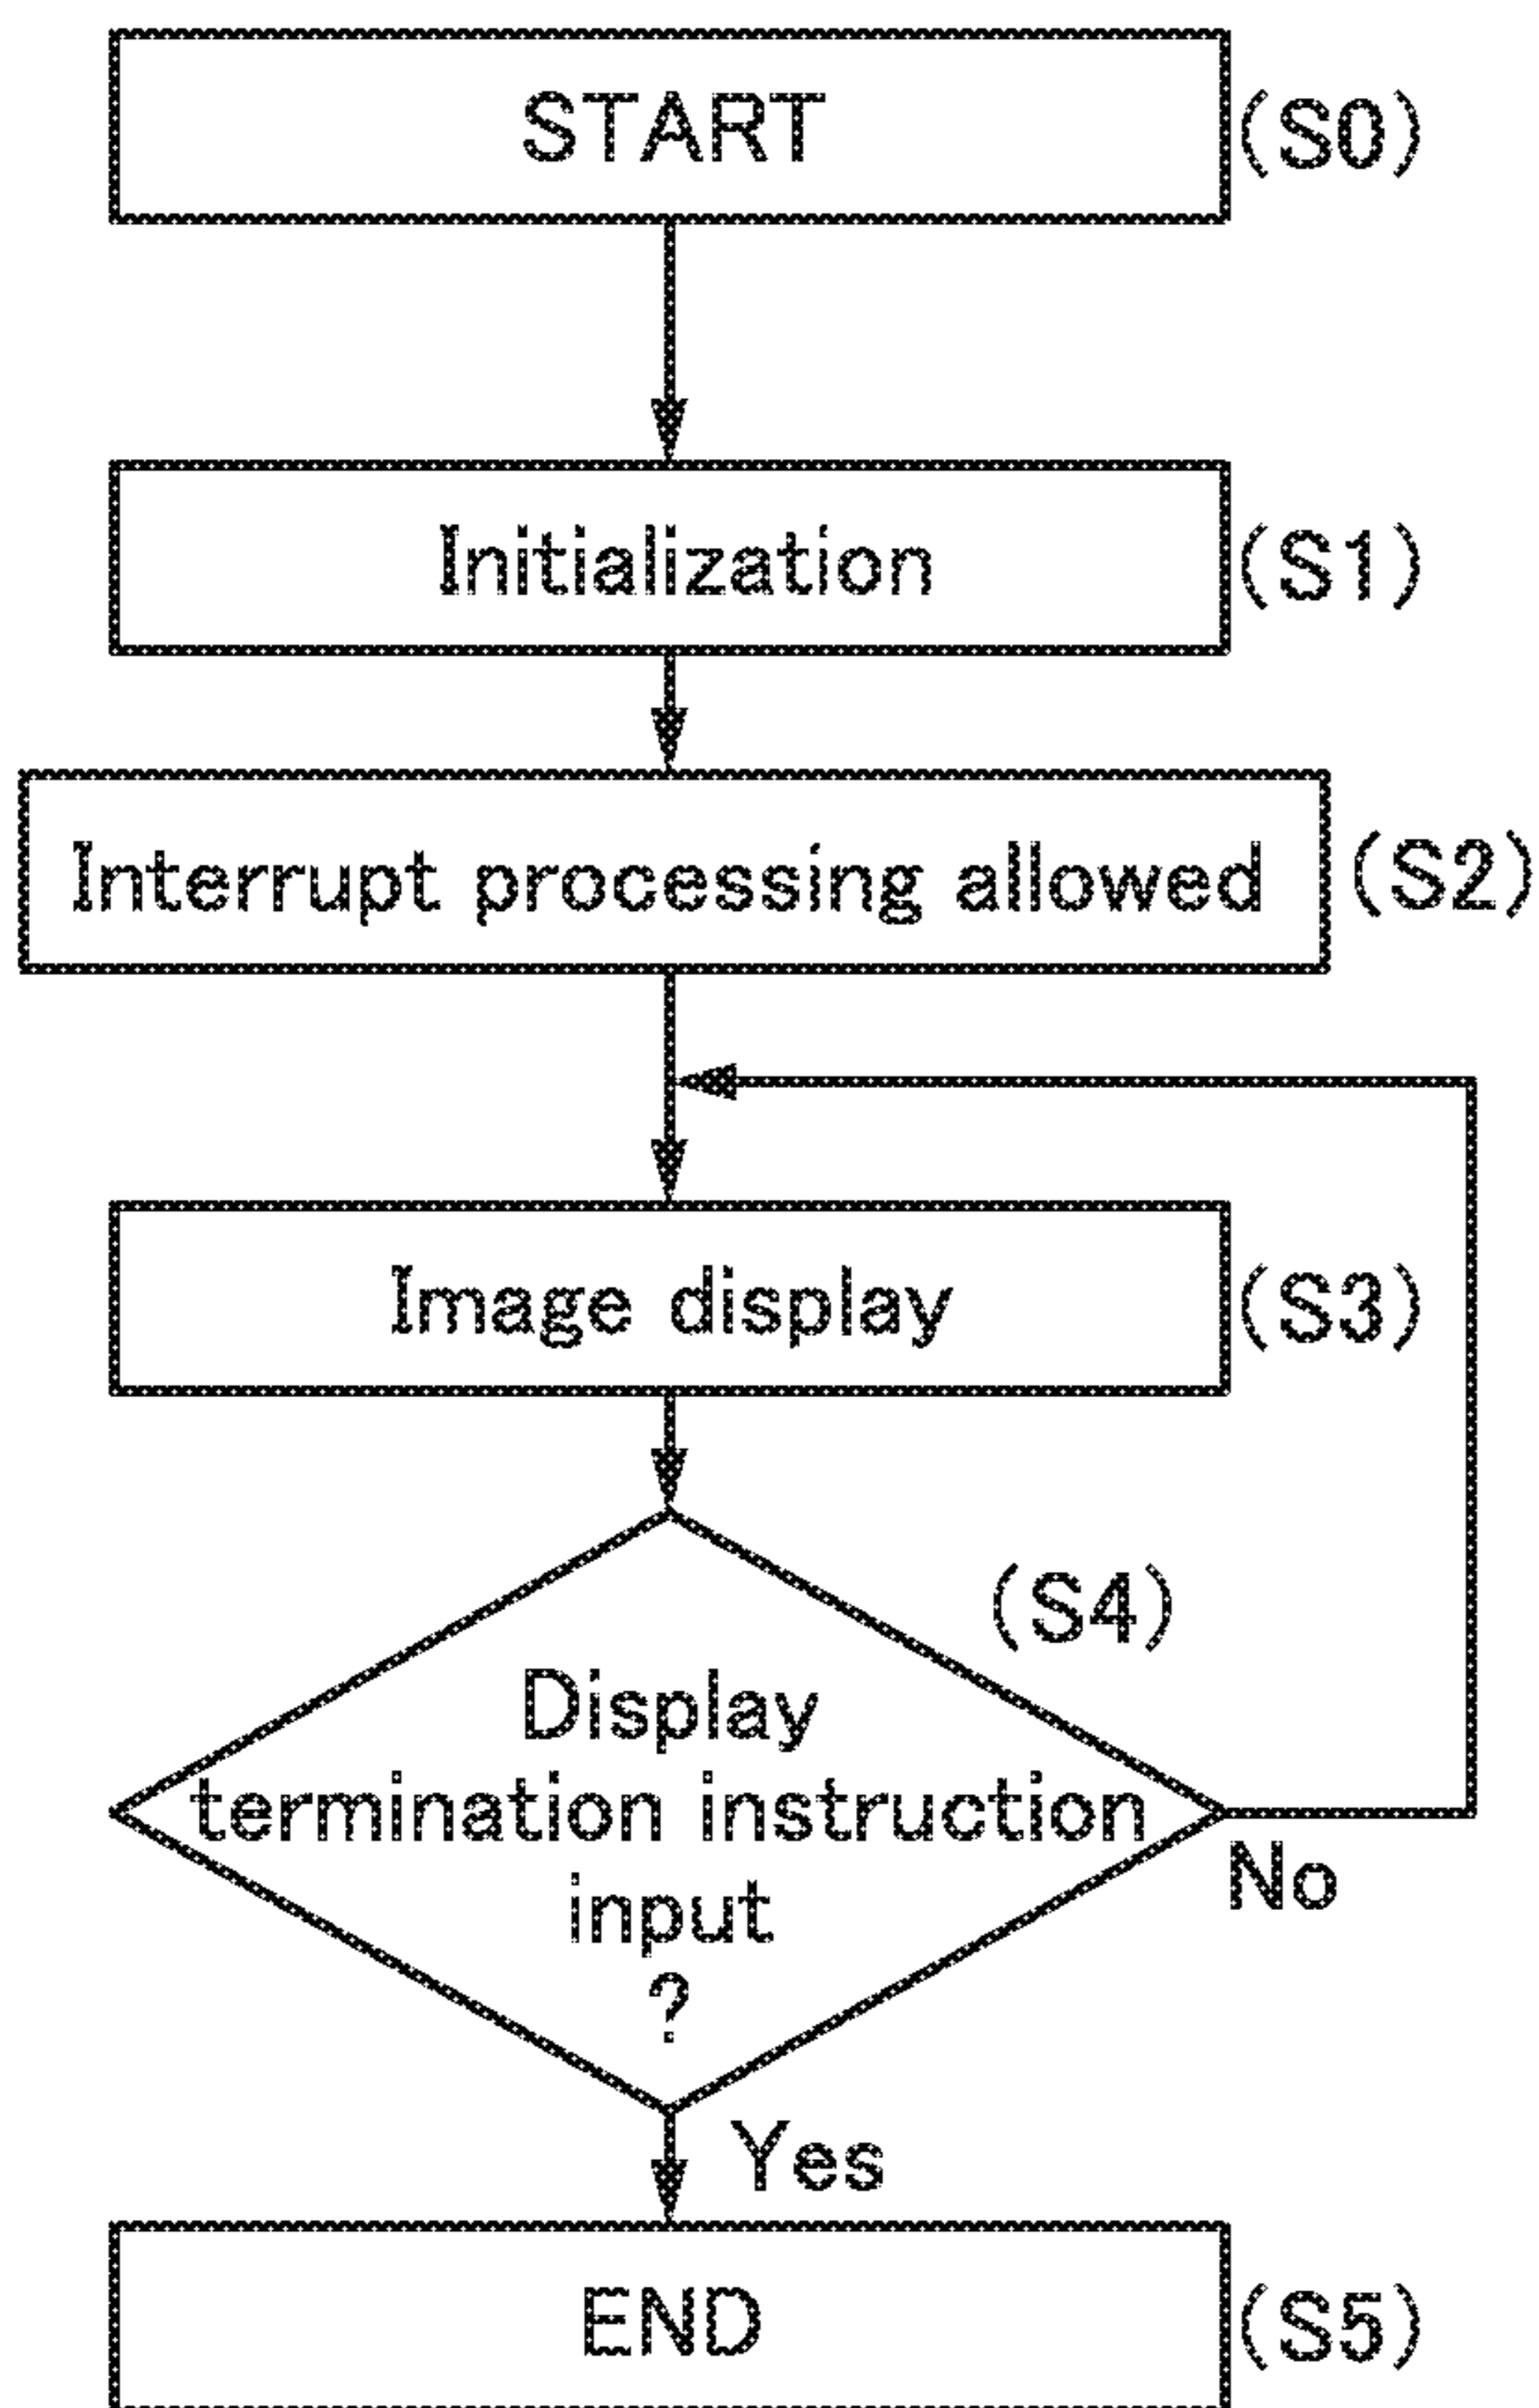 START (S0)
Initialization (S1)
Interrupt processing allowed (S2)
Image display (S3)
(S4)
Display
termination instruction
input
?
No
Yes
END (S5)